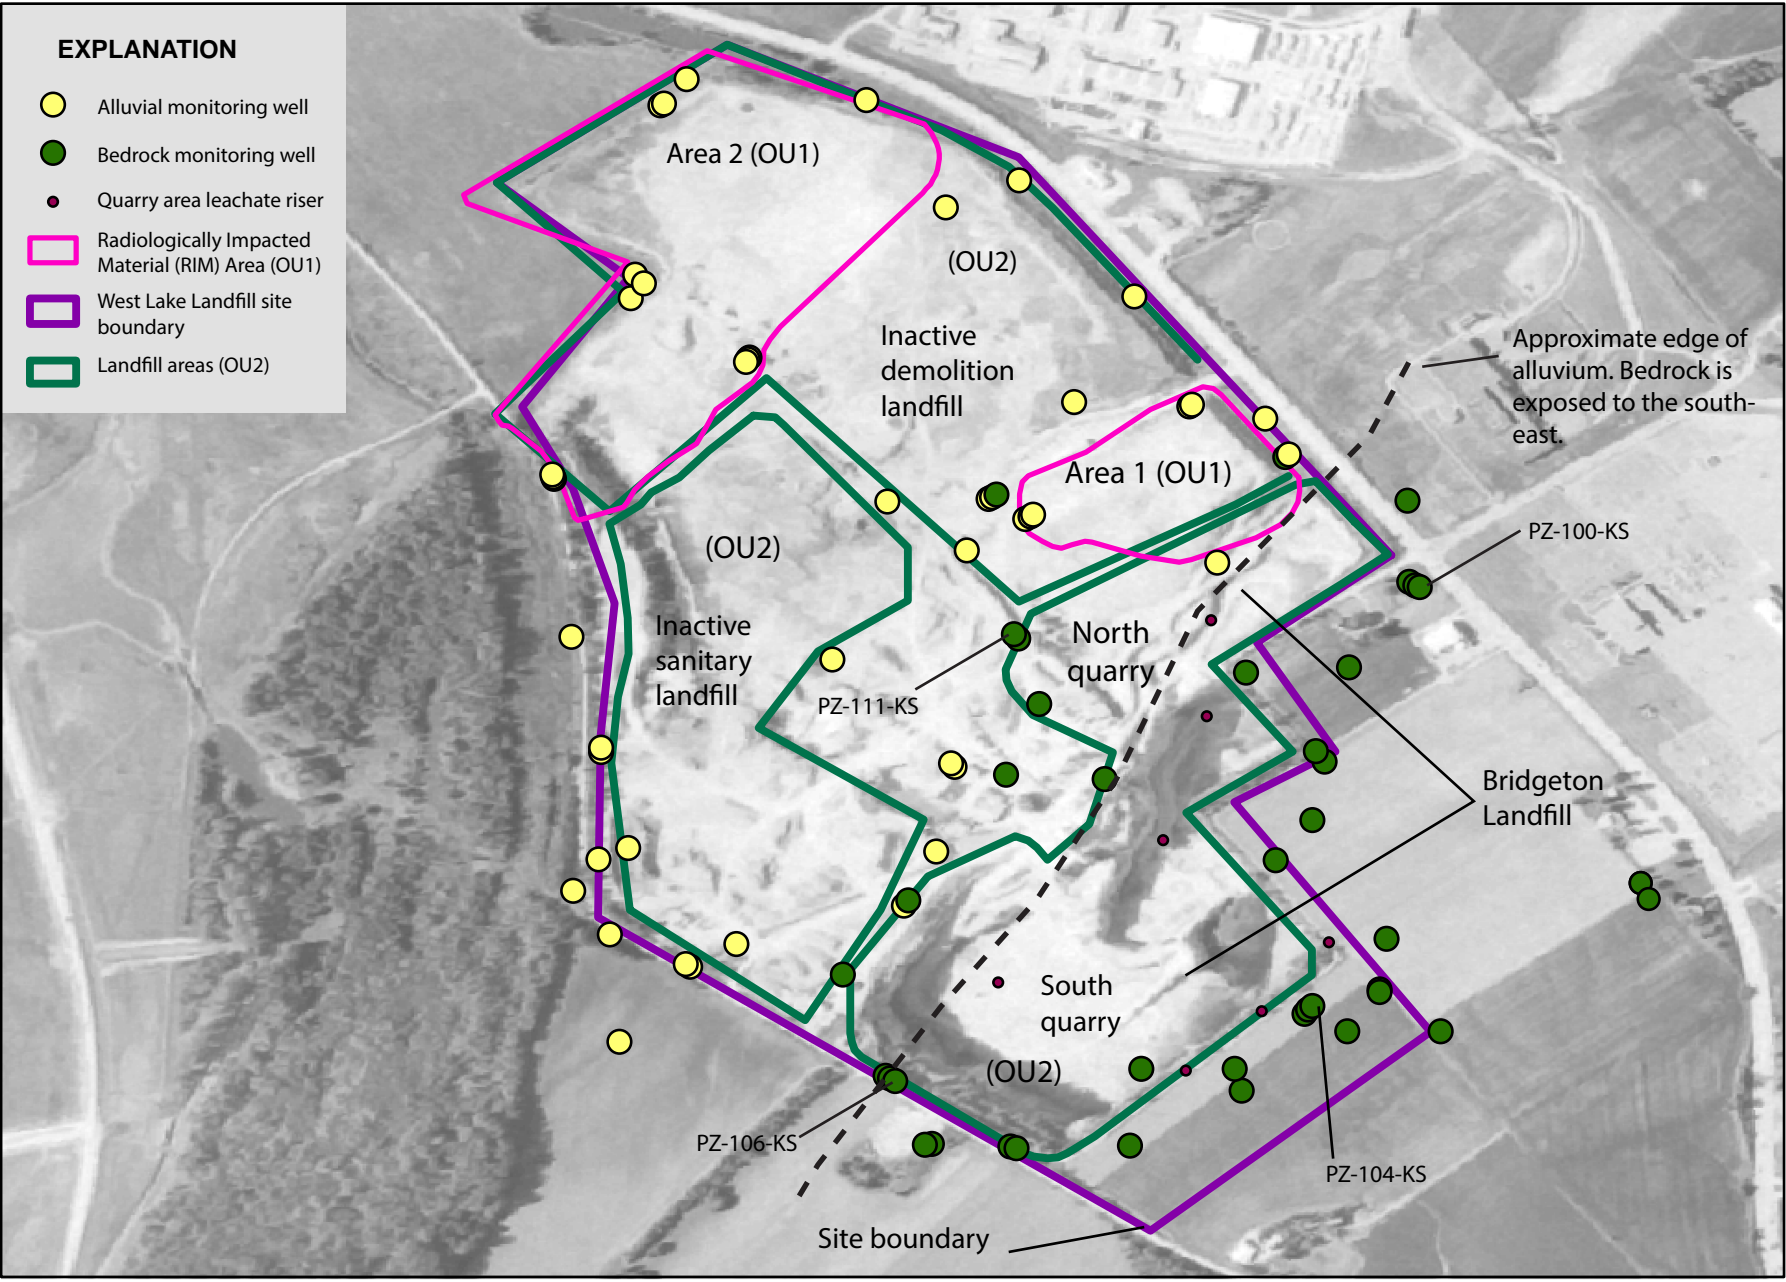 EXPLANATION
Alluvial monitoring well
Bedrock monitoring well
Quarry area leachate riser
Radiologically Impacted
Material (RIM) Area (OU1)
West Lake Landfill site
boundary
Landfill areas (OU2)
Area 2 (OU1)
(OU2)
Inactive
demolition
landfill
Approximate edge of
alluvium. Bedrock is
exposed to the south-
east.
Area 1 (OU1)
PZ-100-KS
(OU2)
Inactive
sanitary
landfill
North
quarry
PZ-111-KS
Bridgeton
Landfill
South
quarry
(OU2)
PZ-106-KS
PZ-104-KS
Site boundary